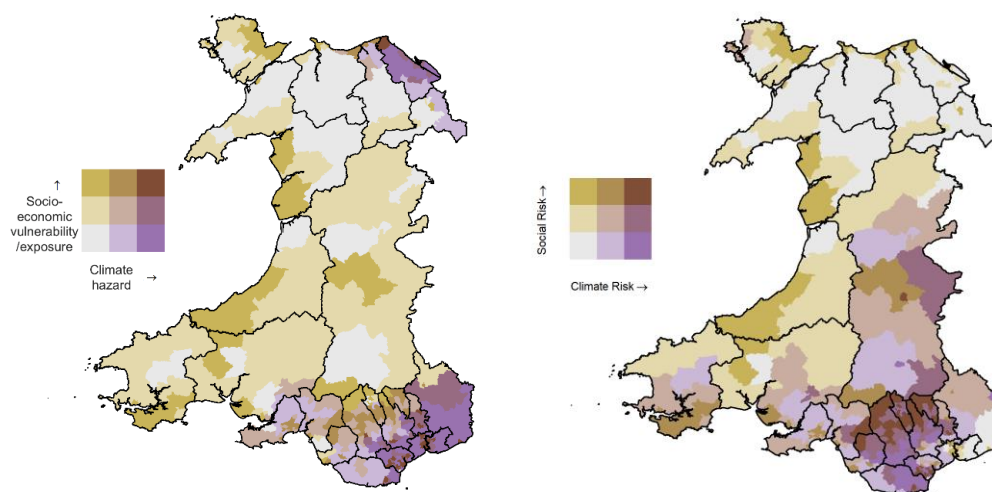 ↑
Socio-
economic
vulnerability
/exposure
Climate →
hazard
Social Risk→
Climate Risk→